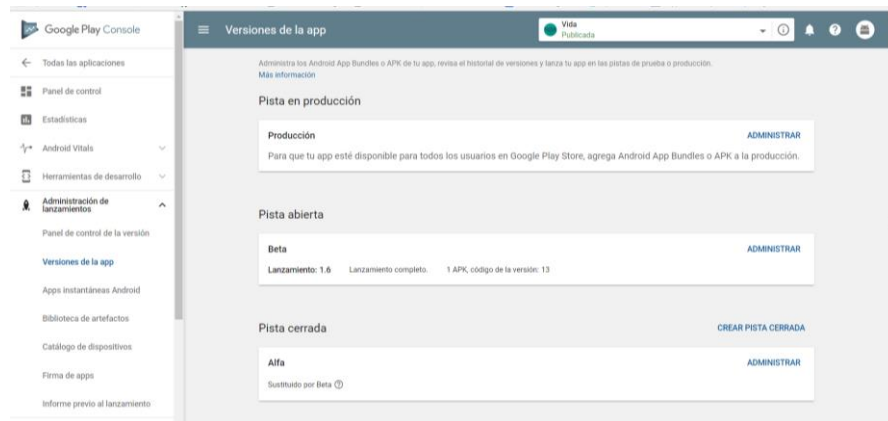 Google Play Console
Versiones de la app
Vida
Publicada
Todas las aplicaciones
Panel de control
Estadísticas
Android Vitals
Herramientas de desarrollo
Administración de
lanzamientos
Panel de control de la versión
Versiones de la app
Apps instantáneas Android
Biblioteca de artefactos
Catálogo de dispositivos
Firma de apps
Informe previo al lanzamiento
Administra los Android App Bundles o APK de tu app, revisa el historial de versiones y lanza tu app en las pistas de prueba o producción.
Más información
Pista en producción
Producción
ADMINISTRAR
Para que tu app esté disponible para todos los usuarios en Google Play Store, agrega Android App Bundles o APK a la producción.
Pista abierta
Beta
ADMINISTRAR
Lanzamiento: 1.6 Lanzamiento completo. 1 APK, código de la versión: 13
Pista cerrada
CREAR PISTA CERRADA
Alfa
ADMINISTRAR
Sustituido por Beta